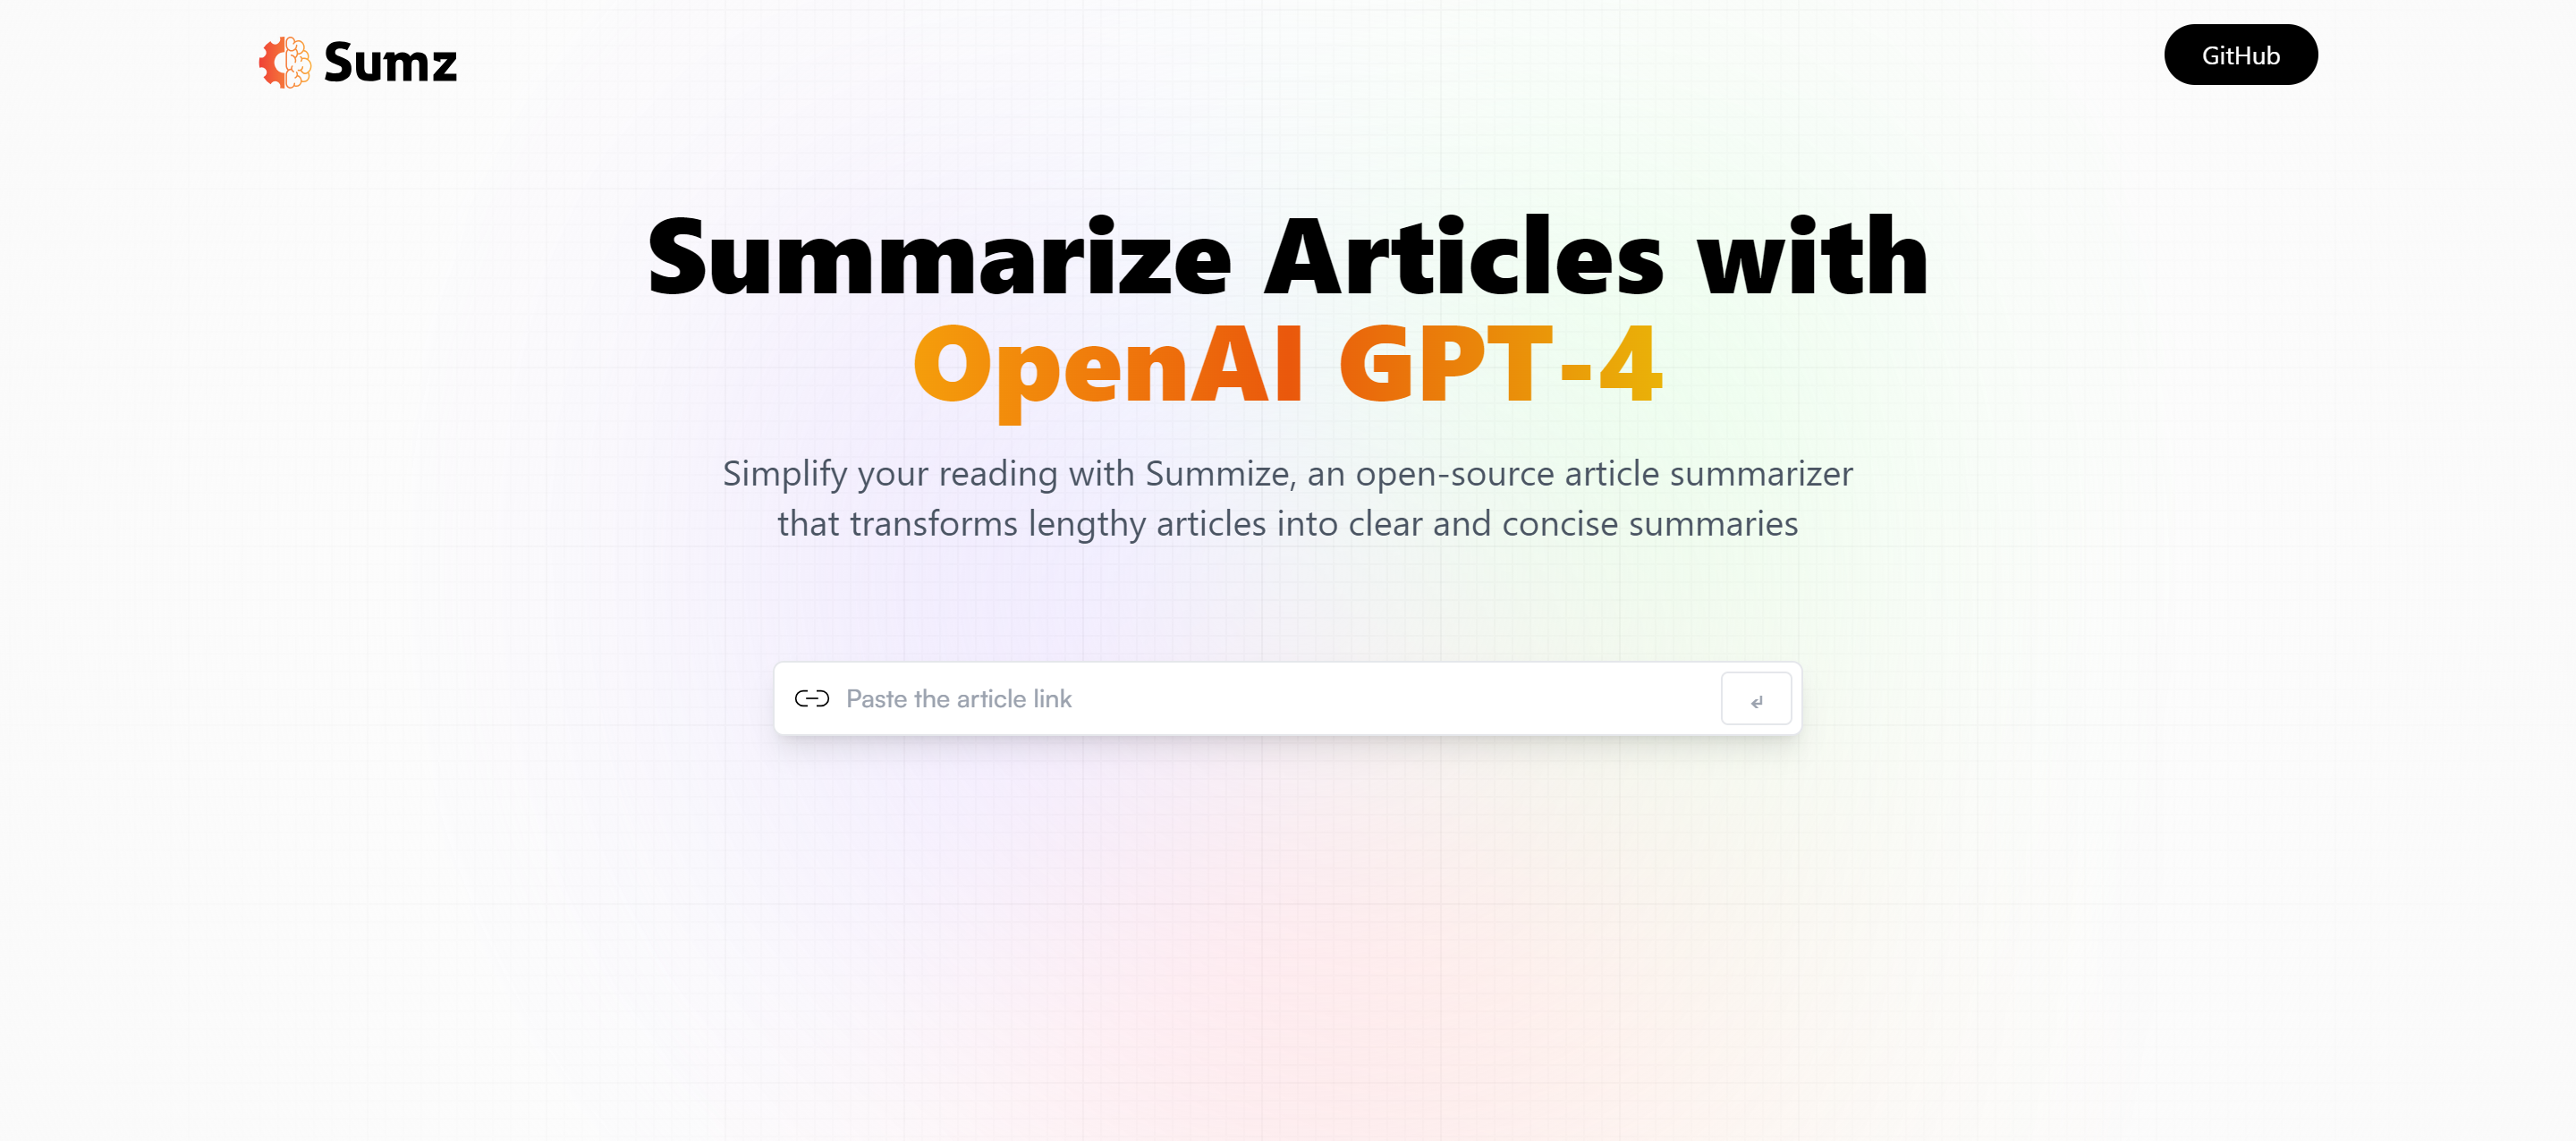 Sumz
GitHub
Summarize Articles with
OpenAI GPT-4
Simplify your reading with Summize, an open-source article summarizer
that transforms lengthy articles into clear and concise summaries
Paste the article link
↵